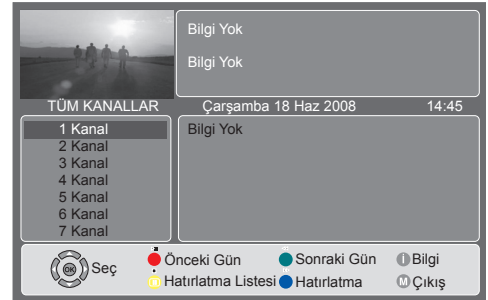 Bilgi Yok
Bilgi Yok
TÜM KANALLAR Çarşamba 18 Haz 2008 14:45
1 Kanal
2 Kanal
3 Kanal
4 Kanal
5 Kanal
6 Kanal
7 Kanal
Bilgi Yok
OK Seç
Önceki Gün Sonraki Gün i Bilgi
Hatırlatma Listesi Hatırlatma M Çıkış